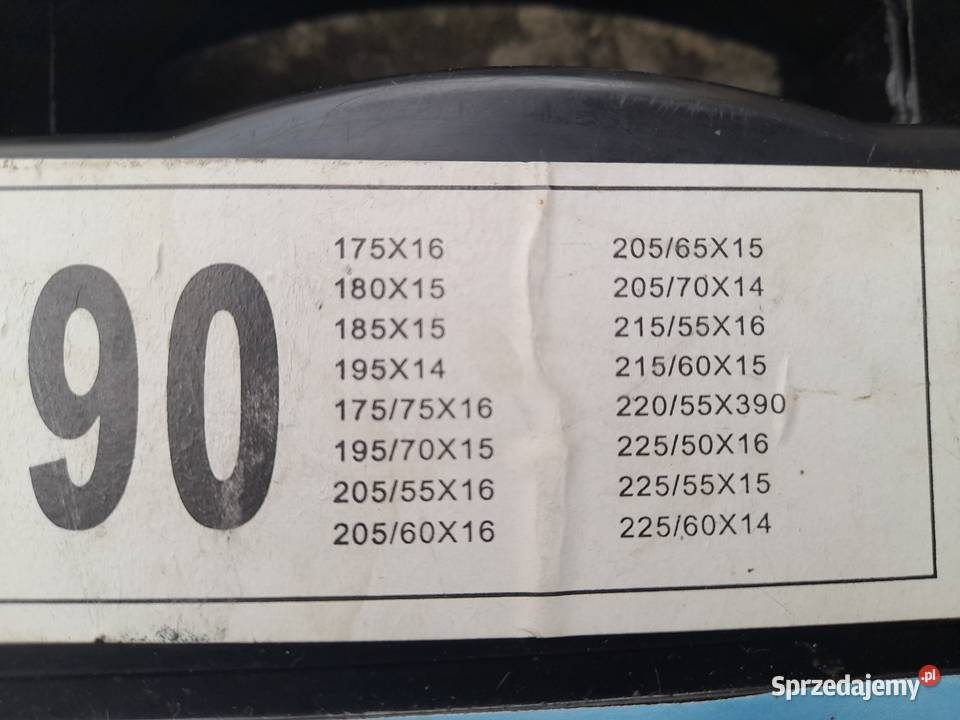 90
175X16
180X15
185X15
195X14
175/75X16
195/70X15
205/55X16
205/60X16
205/65X15
205/70X14
215/55X16
215/60X15
220/55X390
225/50X16
225/55X15
225/60X14
Sprzedajemy.pl